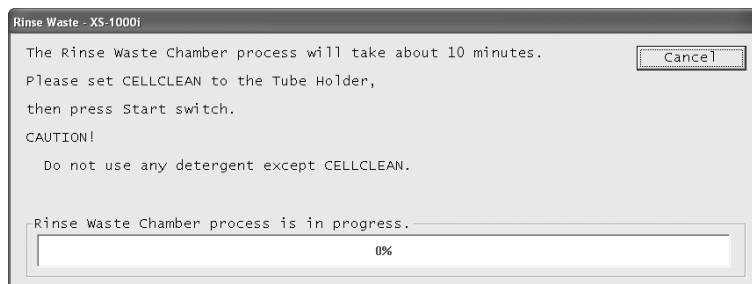 Rinse Waste - XS-1000i
The Rinse Waste Chamber process will take about 10 minutes.
Cancel
Please set CELLCLEAN to the Tube Holder,
then press Start switch.
CAUTION!
Do not use any detergent except CELLCLEAN.
Rinse Waste Chamber process is in progress.
0%